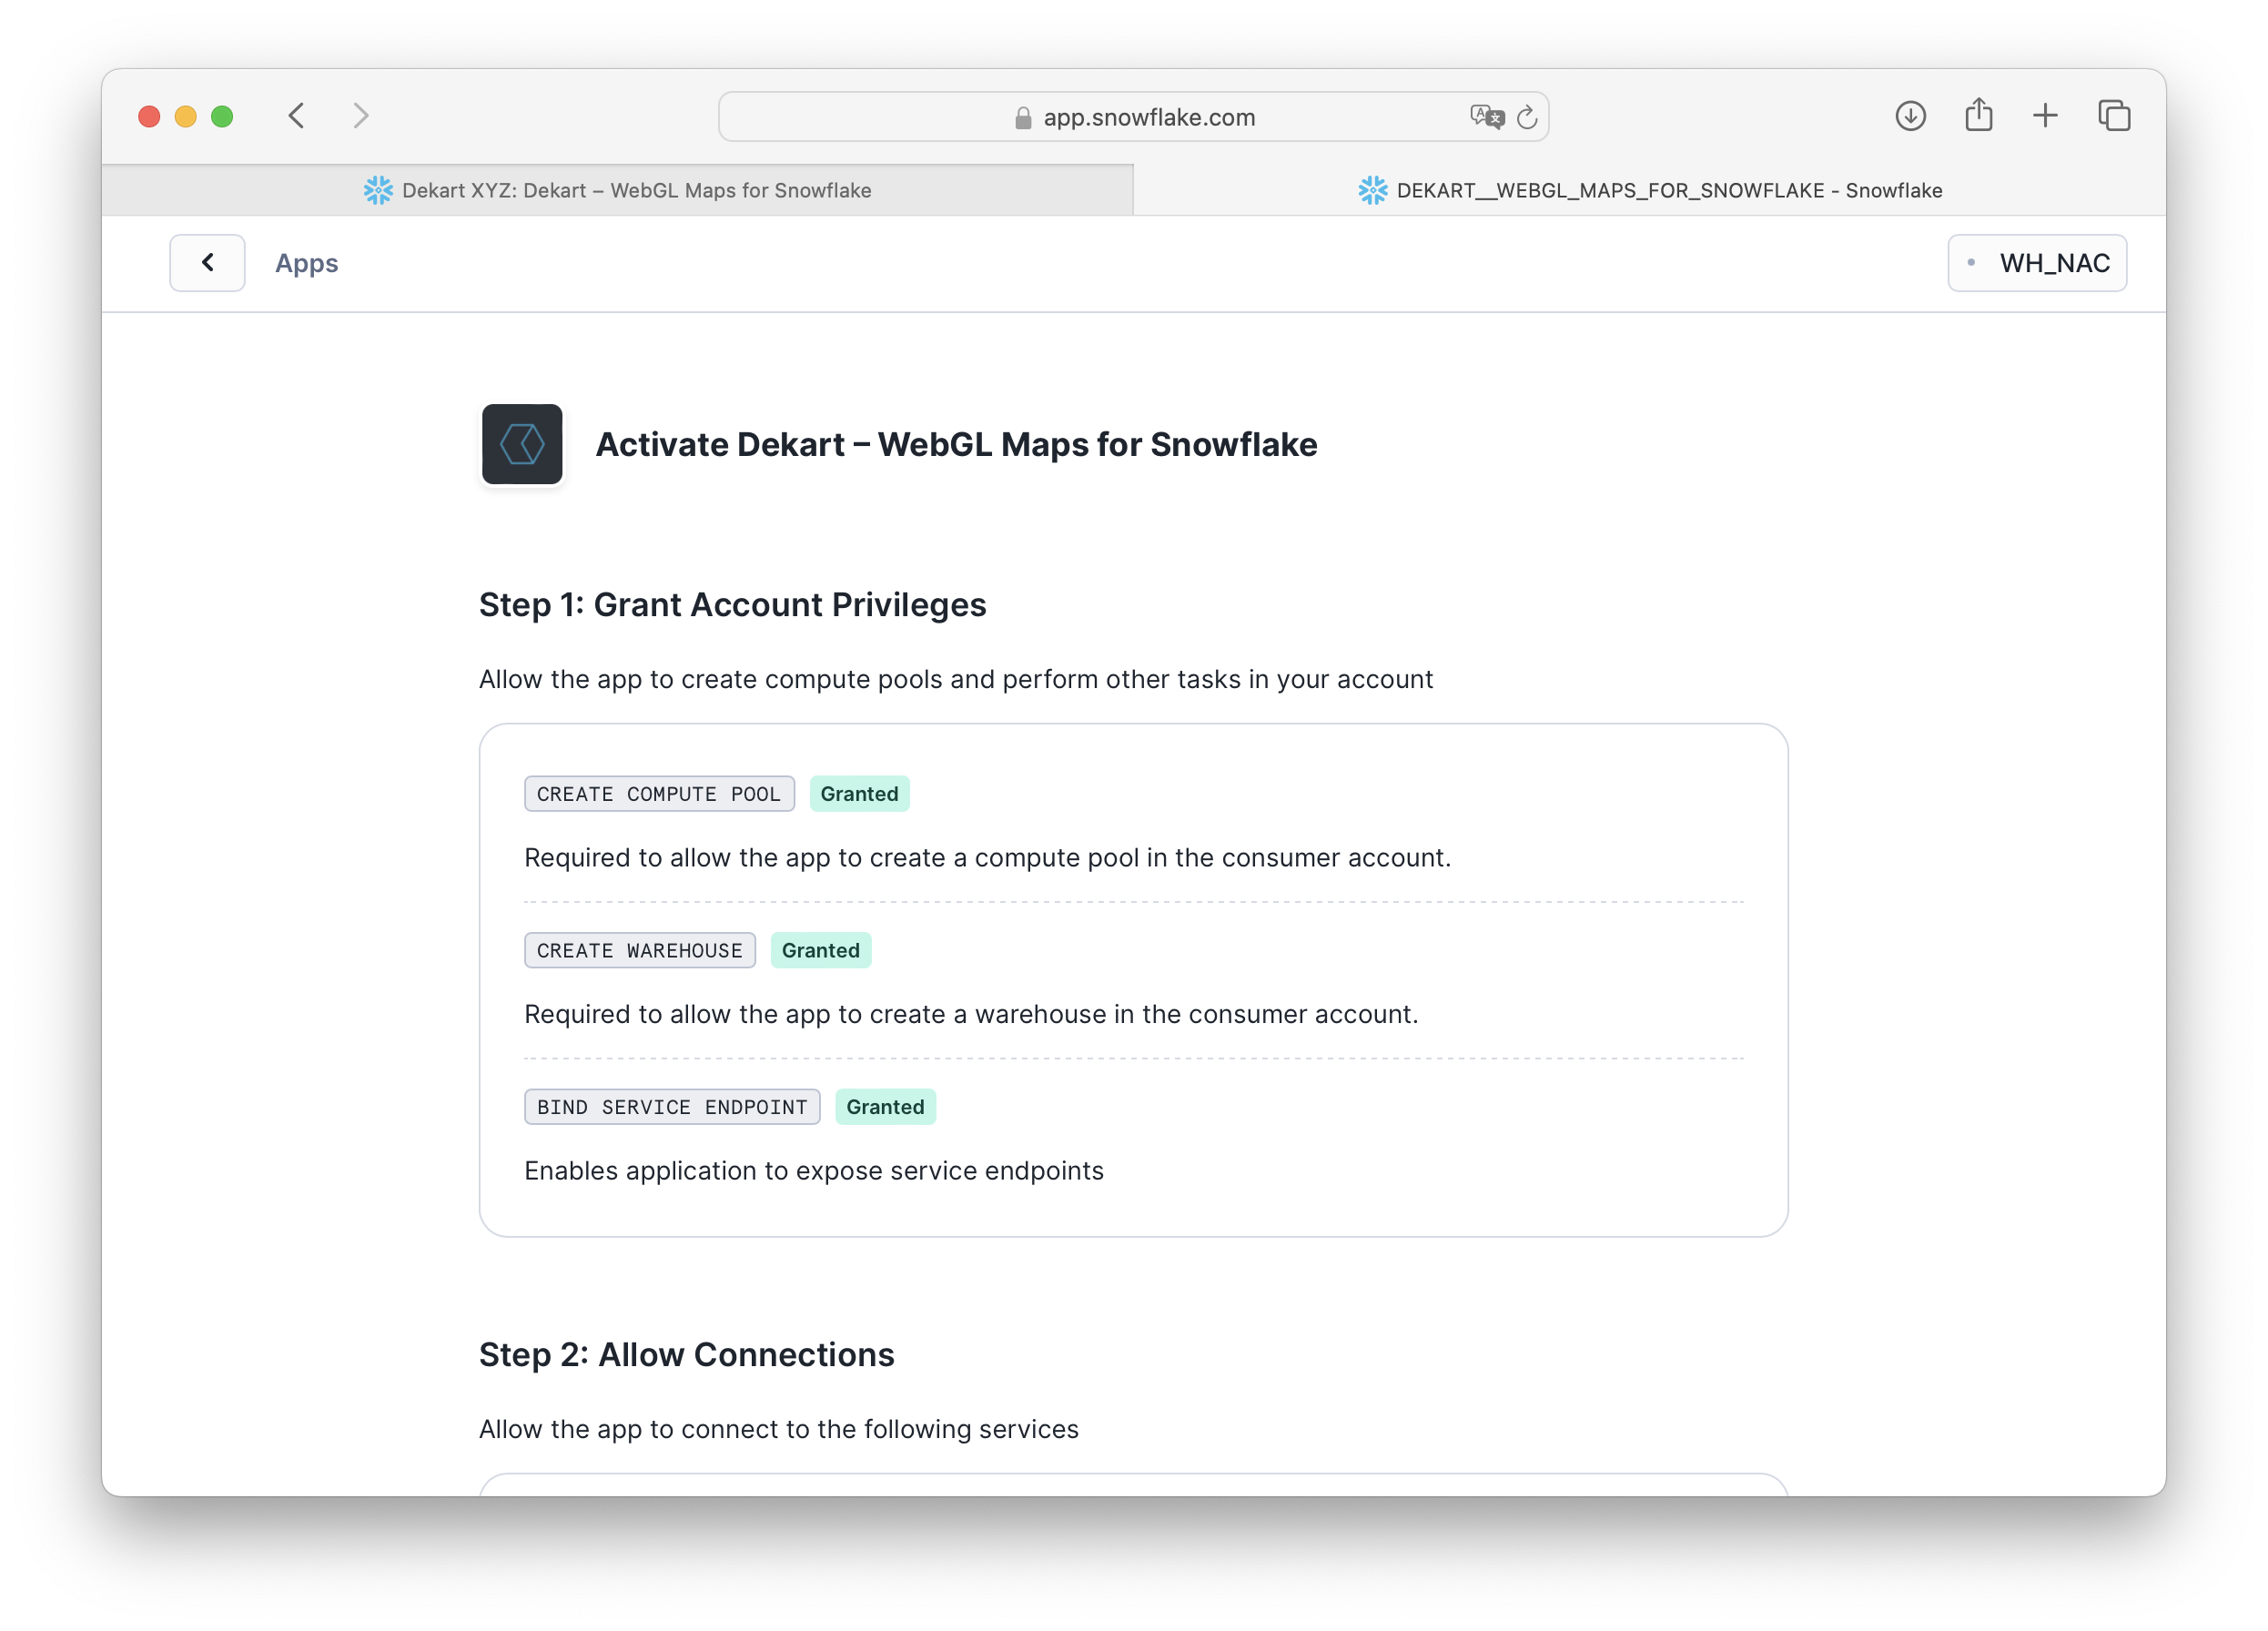 app.snowflake.com
Dekart XYZ: Dekart – WebGL Maps for Snowflake
DEKART__WEBGL_MAPS_FOR_SNOWFLAKE - Snowflake
Apps
WH_NAC
Activate Dekart – WebGL Maps for Snowflake
Step 1: Grant Account Privileges
Allow the app to create compute pools and perform other tasks in your account
CREATE COMPUTE POOL Granted
Required to allow the app to create a compute pool in the consumer account.
CREATE WAREHOUSE Granted
Required to allow the app to create a warehouse in the consumer account.
BIND SERVICE ENDPOINT Granted
Enables application to expose service endpoints
Step 2: Allow Connections
Allow the app to connect to the following services